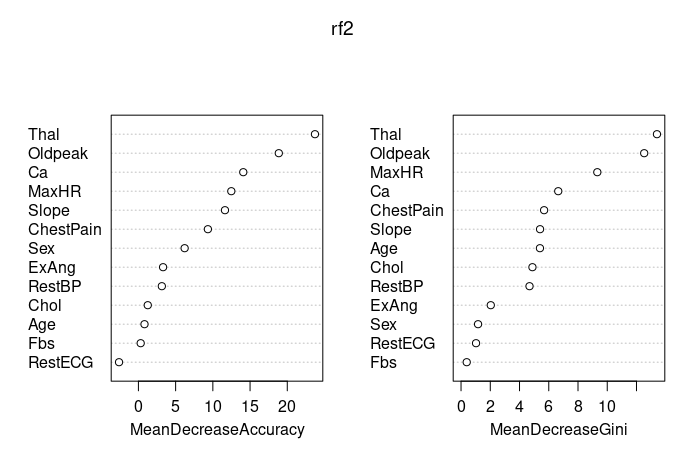 rf2
Thal
Oldpeak
Ca
MaxHR
Slope
ChestPain
Sex
ExAng
RestBP
Chol
Age
Fbs
RestECG
0 5 10 15 20
MeanDecreaseAccuracy
Thal
Oldpeak
MaxHR
Ca
ChestPain
Slope
Age
Chol
RestBP
ExAng
Sex
RestECG
Fbs
0 2 4 6 8 10
MeanDecreaseGini